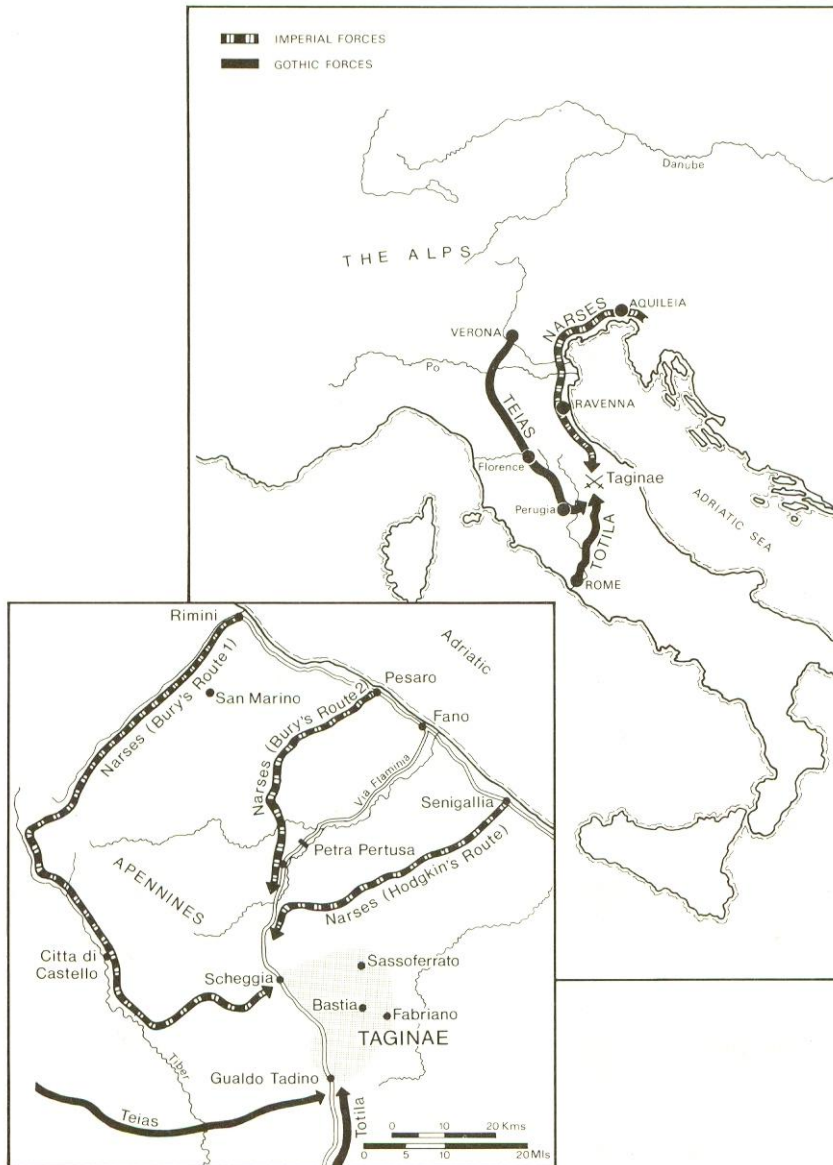 IMPERIAL FORCES
GOTHIC FORCES
Danube
THE ALPS
NARSES
AQUILEIA
VERONA
Po
RAVENNA
TEIAS
Florence
Taginae
Perugia
TOTILA
ADRIATIC SEA
ROME
Rimini
Adriatic
Narses (Bury's Route 1)
San Marino
Pesaro
Narses (Bury's Route 2)
Fano
Via Flaminia
Senigallia
Petra Pertusa
APENNINES
Narses (Hodgkin's Route)
Citta di
Castello
Scheggia
Sassoferrato
Bastia
Fabriano
TAGINAE
Tiber
Gualdo Tadino
Teias
Totila
0 10 20 Kms
0 5 10 20 Mls